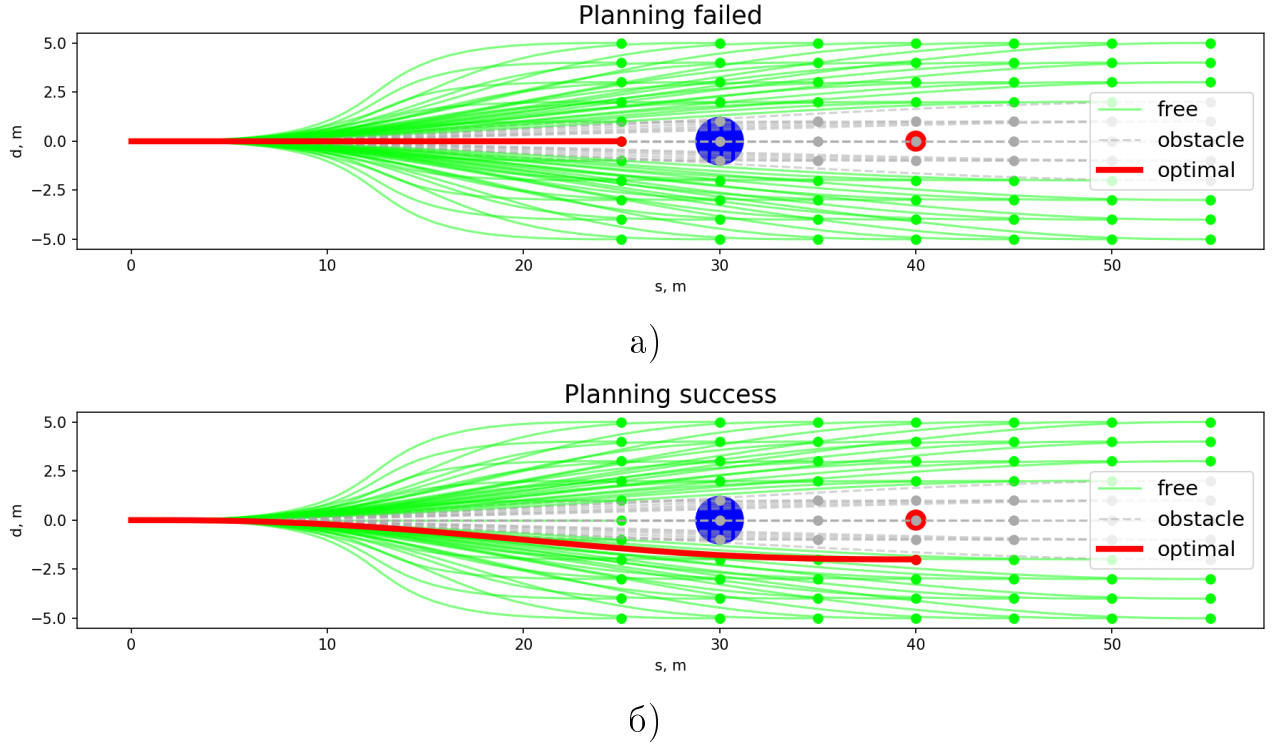 Planning failed
5.0
2.5
0.0
−2.5
−5.0
d, m
0 10 20 30 40 50
s, m
free
obstacle
optimal
а)
Planning success
5.0
2.5
0.0
−2.5
−5.0
d, m
0 10 20 30 40 50
s, m
free
obstacle
optimal
б)